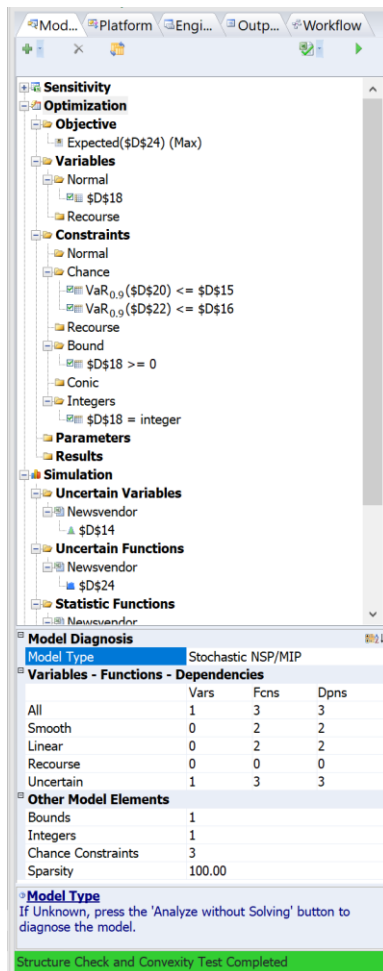 Mod... Platform Engi... Outp... Workflow
Sensitivity
Optimization
Objective
Expected($D$24) (Max)
Variables
Normal
$D$18
Recourse
Constraints
Normal
Chance
VaR0.9($D$20) <= $D$15
VaR0.9($D$22) <= $D$16
Recourse
Bound
$D$18 >= 0
Conic
Integers
$D$18 = integer
Parameters
Results
Simulation
Uncertain Variables
Newsvendor
$D$14
Uncertain Functions
Newsvendor
$D$24
Statistic Functions
Newsvendor
Model Diagnosis
Model Type Stochastic NSP/MIP
Variables - Functions - Dependencies
Vars Fcns Dpns
All 1 3 3
Smooth 0 2 2
Linear 0 2 2
Recourse 0 0 0
Uncertain 1 3 3
Other Model Elements
Bounds 1
Integers 1
Chance Constraints 3
Sparsity 100.00
Model Type
If Unknown, press the 'Analyze without Solving' button to
diagnose the model.
Structure Check and Convexity Test Completed